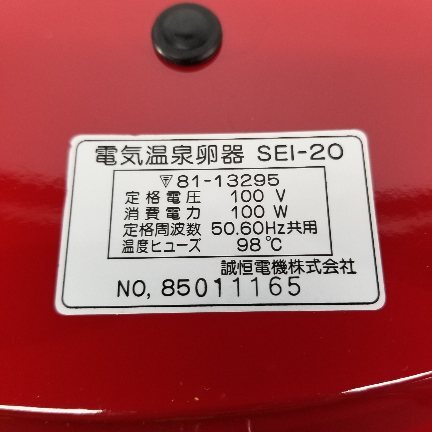 電気温泉卵器 SEI-20
▽81-13295
定格電圧 100 V
消費電力 100 W
定格周波数 50.60Hz共用
温度ヒューズ 98℃
誠恒電機株式会社
NO, 85011165